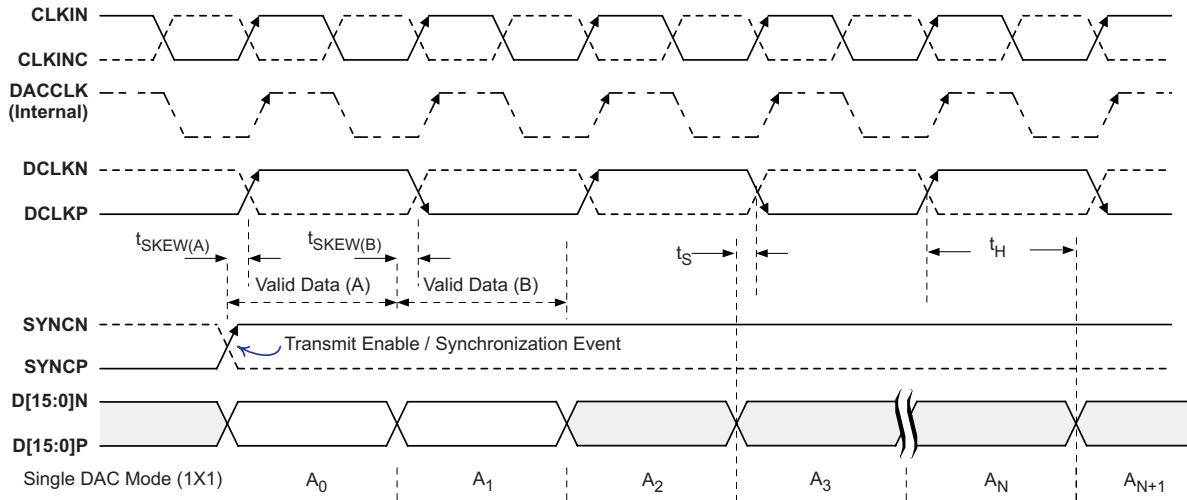 CLKIN
CLKINC
DACCLK
(Internal)
DCLKN
DCLKP
tSKEW(A)
tSKEW(B)
tS
tH
Valid Data (A)
Valid Data (B)
SYNCN
Transmit Enable / Synchronization Event
SYNCP
D[15:0]N
D[15:0]P
Single DAC Mode (1X1) A0 A1 A2 A3 AN AN+1